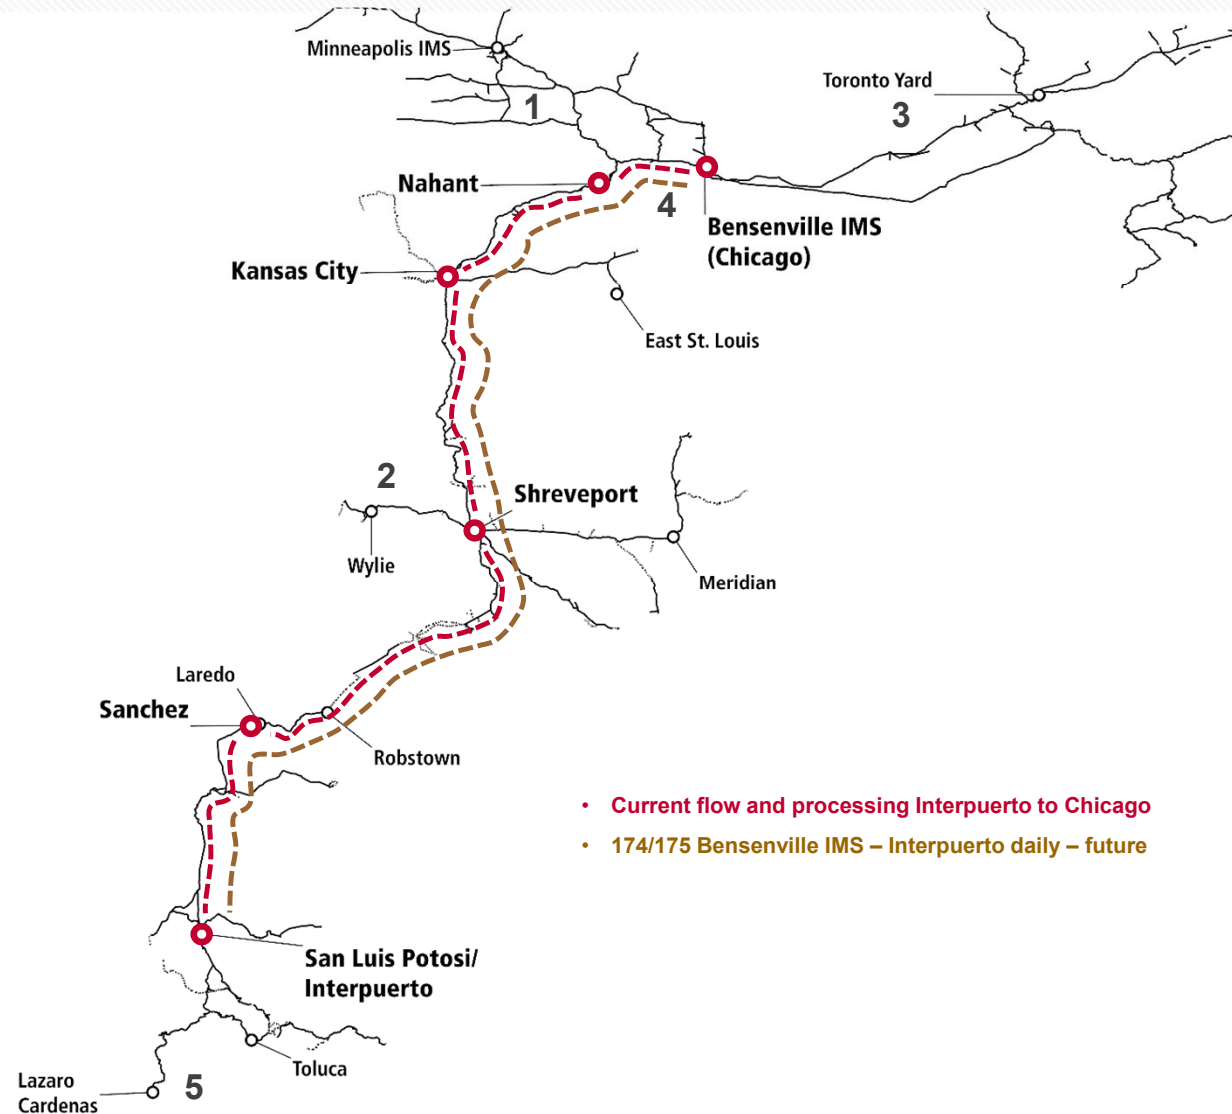 Minneapolis IMS
1
Toronto Yard
3
Nahant
4
Bensenville IMS
(Chicago)
Kansas City
East St. Louis
2
Shreveport
Wylie
Meridian
Laredo
Sanchez
Robstown
• Current flow and processing Interpuerto to Chicago
• 174/175 Bensenville IMS – Interpuerto daily – future
San Luis Potosi/
Interpuerto
Toluca
Lazaro
Cardenas
5